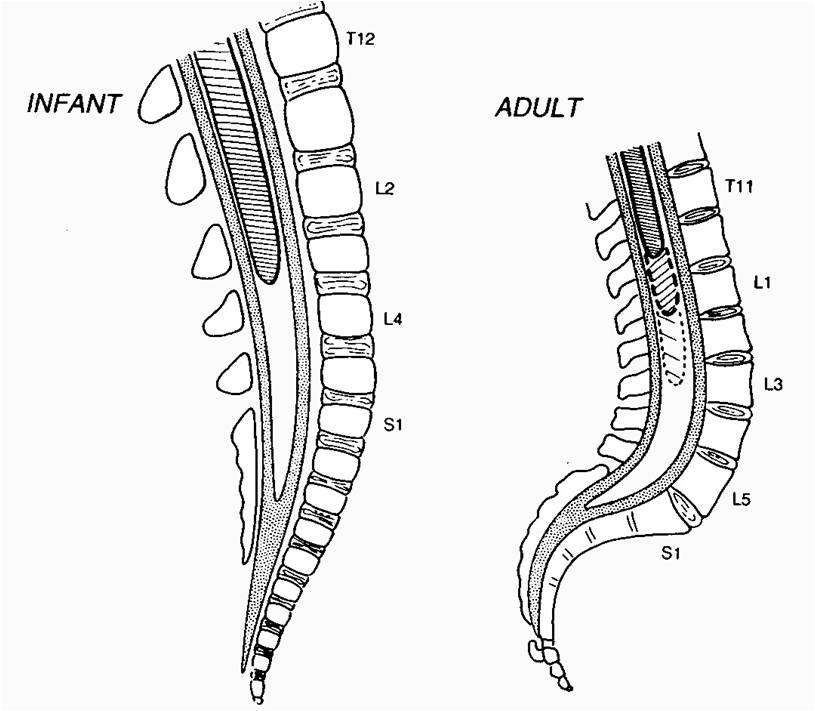 INFANT
T12
L2
L4
S1
ADULT
T11
L1
L3
L5
S1